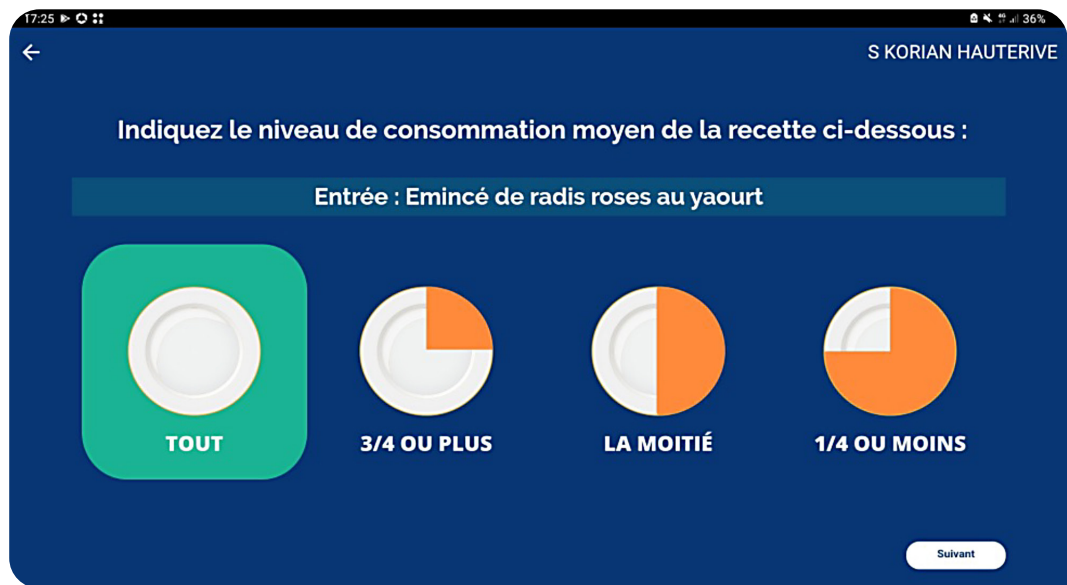 17:25
36%
S KORIAN HAUTERIVE
Indiquez le niveau de consommation moyen de la recette ci-dessous :
Entrée : Emincé de radis roses au yaourt
TOUT
3/4 OU PLUS
LA MOITIÉ
1/4 OU MOINS
Suivant